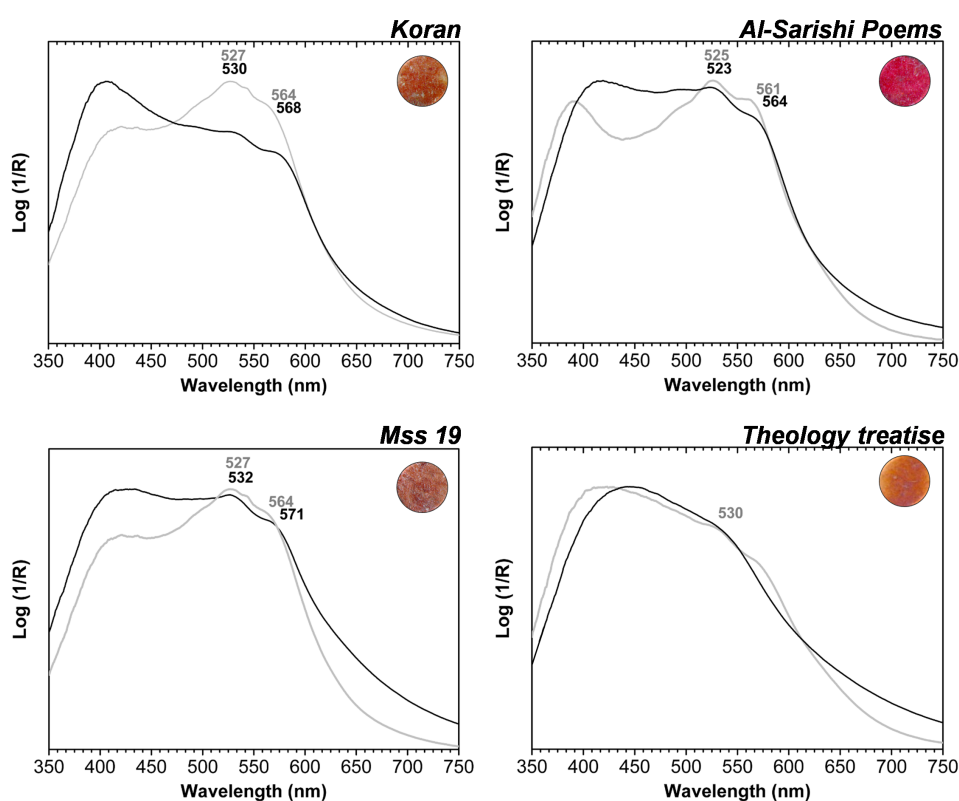 Koran
527
530
564
568
Log (1/R)
350 400 450 500 550 600 650 700 750
Wavelength (nm)
Al-Sarishi Poems
525
523
561
564
Log (1/R)
350 400 450 500 550 600 650 700 750
Wavelength (nm)
Mss 19
527
532
564
571
Log (1/R)
350 400 450 500 550 600 650 700 750
Wavelength (nm)
Theology treatise
530
Log (1/R)
350 400 450 500 550 600 650 700 750
Wavelength (nm)